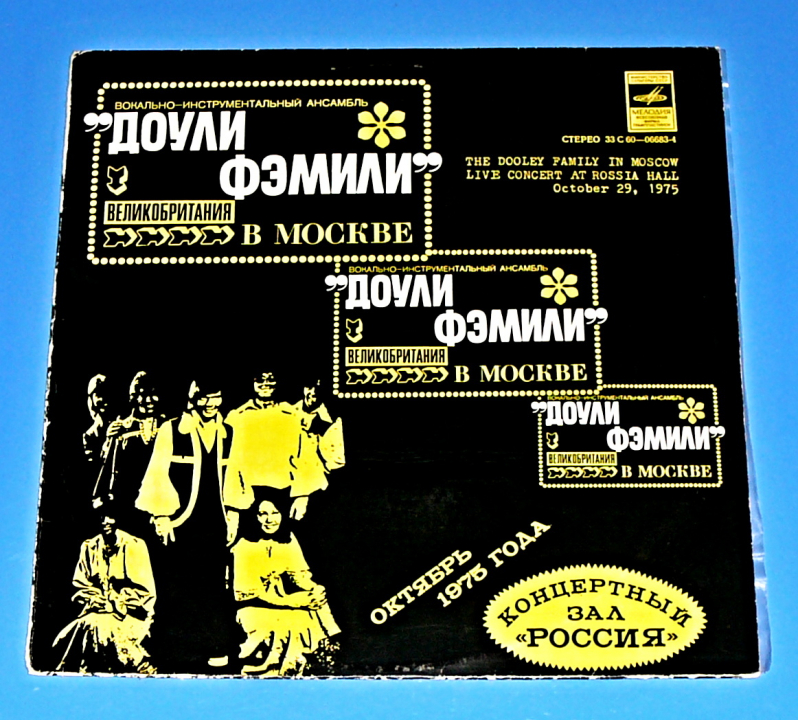 ВОКАЛЬНО—ИНСТРУМЕНТАЛЬНЫЙ АНСАМБЛЬ
"ДОУЛИ
ФЭМИЛИ"
ВЕЛИКОБРИТАНИЯ
В МОСКВЕ
МЕЛОДИЯ
СТЕРЕО 33 С 60—06683-4
THE DOOLEY FAMILY IN MOSCOW
LIVE CONCERT AT ROSSIA HALL
October 29, 1975
ВОКАЛЬНО—ИНСТРУМЕНТАЛЬНЫЙ АНСАМБЛЬ
"ДОУЛИ
ФЭМИЛИ"
ВЕЛИКОБРИТАНИЯ
В МОСКВЕ
ВОКАЛЬНО—ИНСТРУМЕНТАЛЬНЫЙ АНСАМБЛЬ
"ДОУЛИ
ФЭМИЛИ"
ВЕЛИКОБРИТАНИЯ
В МОСКВЕ
ОКТЯБРЬ
1975 ГОДА
КОНЦЕРТНЫЙ
ЗАЛ
«РОССИЯ»